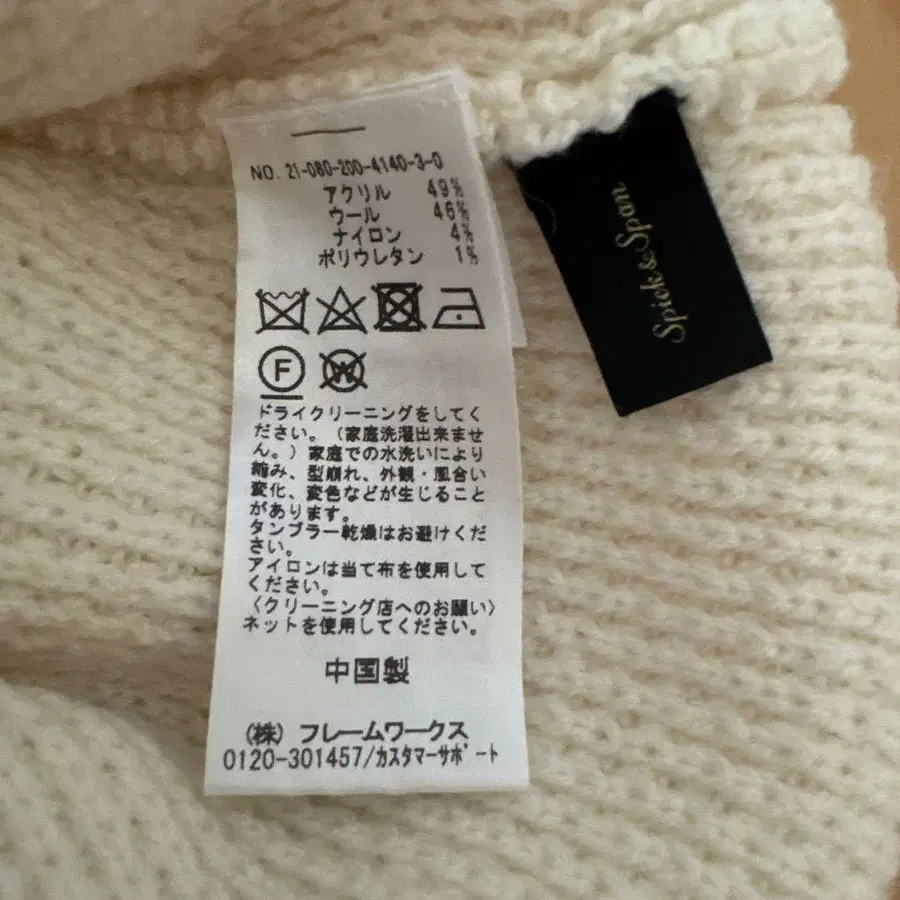 NO. 21-080-200-4140-3-0
アクリル 49%
ウール 46%
ナイロン 4%
ポリウレタン 1%
F
W
ドライクリーニングをしてく
ださい。(家庭洗濯出来ませ
ん。)家庭での水洗いにより
縮み、型崩れ、外観・風合い
変化、変色などが生じること
があります。
タンブラー乾燥はお避けくだ
さい。
アイロンは当て布を使用して
ください。
〈クリーニング店へのお願い〉
ネットを使用してください。
中国製
(株) フレームワークス
0120-301457/カスタマーサポート
Spick&Span